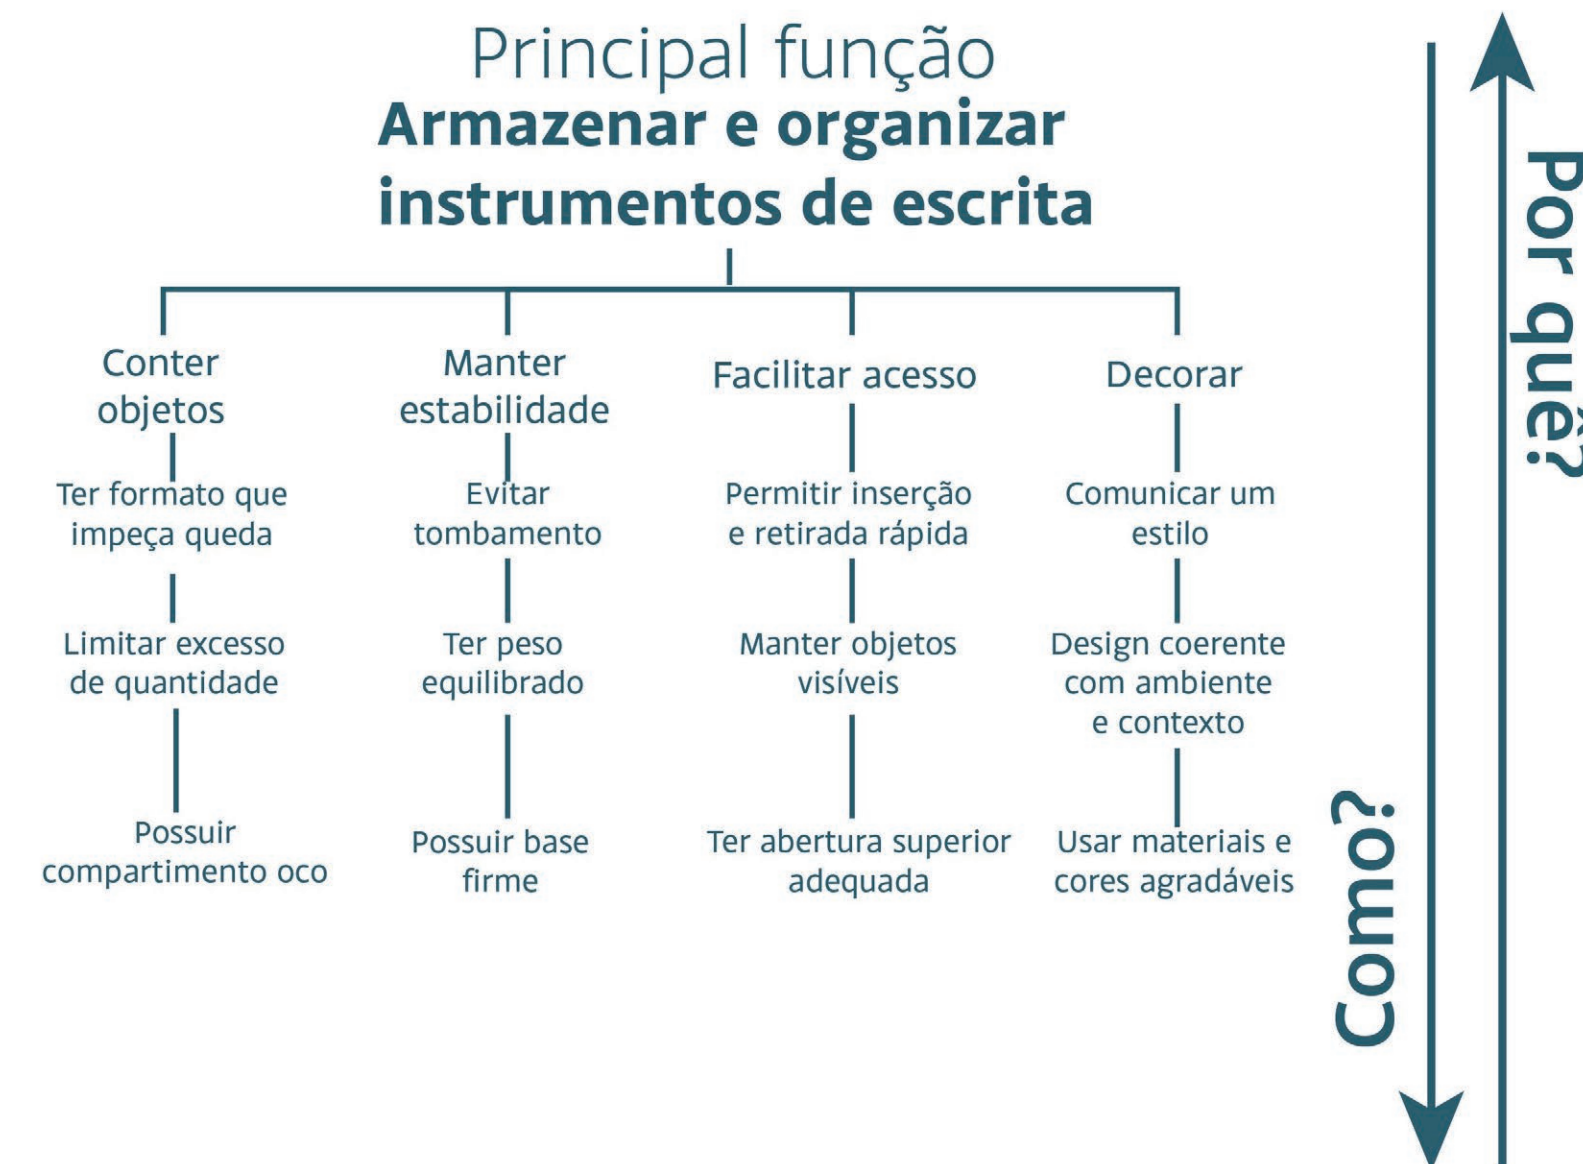 Principal função
Armazenar e organizar
instrumentos de escrita
Conter
objetos
Ter formato que
impeça queda
Limitar excesso
de quantidade
Possuir
compartimento oco
Manter
estabilidade
Evitar
tombamento
Ter peso
equilibrado
Possuir base
firme
Facilitar acesso
Permitir inserção
e retirada rápida
Manter objetos
visíveis
Ter abertura superior
adequada
Decorar
Comunicar um
estilo
Design coerente
com ambiente
e contexto
Usar materiais e
cores agradáveis
Como?
Por quê?